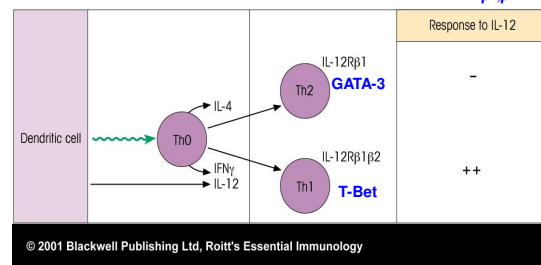 Response to IL-12
IL-12Rβ1
GATA-3
Th2
–
IL-4
Dendritic cell
Th0
IFNγ
IL-12
IL-12Rβ1β2
Th1
T-Bet
++
© 2001 Blackwell Publishing Ltd, Roitt's Essential Immunology